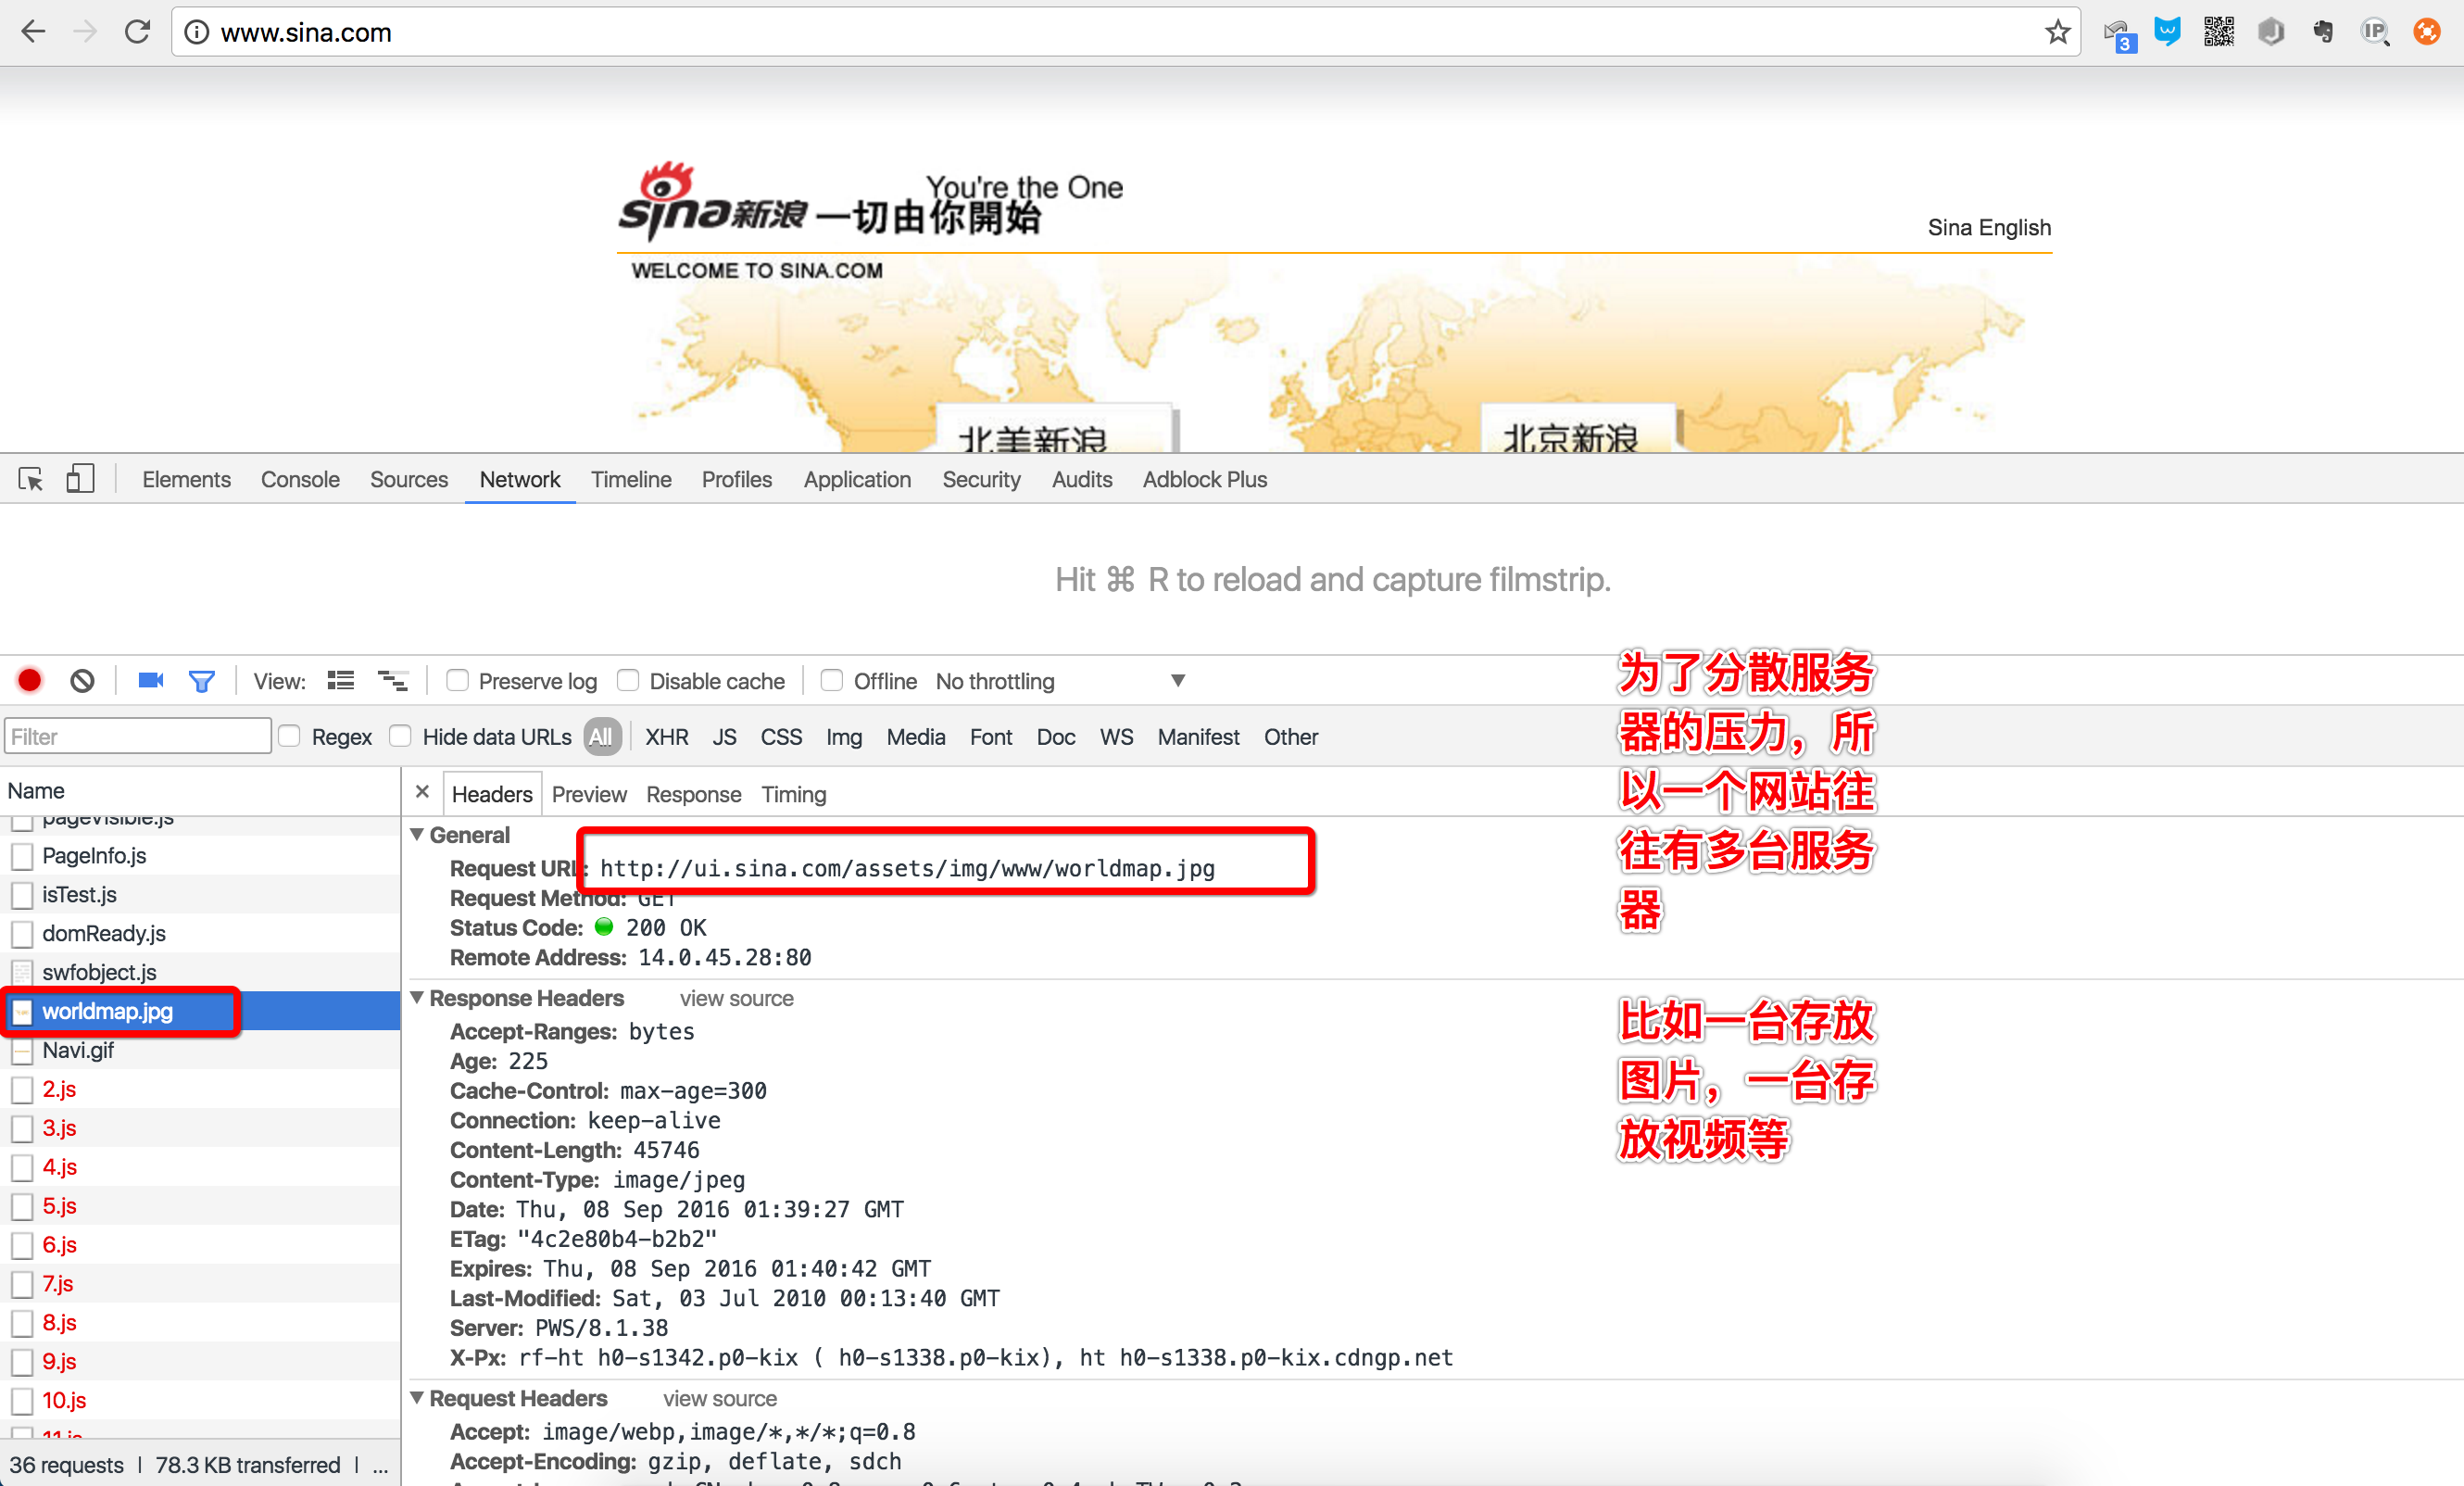 www.sina.com
3
IP
You're the One
sina新浪 一切由你開始
Sina English
WELCOME TO SINA.COM
北美新浪
北京新浪
Elements Console Sources Network Timeline Profiles Application Security Audits Adblock Plus
Hit ⌘ R to reload and capture filmstrip.
View: Preserve log Disable cache Offline No throttling
Filter Regex Hide data URLs All XHR JS CSS Img Media Font Doc WS Manifest Other
Name
pageVisible.js
PageInfo.js
isTest.js
domReady.js
swfobject.js
worldmap.jpg
Navi.gif
2.js
3.js
4.js
5.js
6.js
7.js
8.js
9.js
10.js
11.js
36 requests | 78.3 KB transferred | ...
× Headers Preview Response Timing
General
Request URL: http://ui.sina.com/assets/img/www/worldmap.jpg
Request Method: GET
Status Code: 200 OK
Remote Address: 14.0.45.28:80
Response Headers view source
Accept-Ranges: bytes
Age: 225
Cache-Control: max-age=300
Connection: keep-alive
Content-Length: 45746
Content-Type: image/jpeg
Date: Thu, 08 Sep 2016 01:39:27 GMT
ETag: "4c2e80b4-b2b2"
Expires: Thu, 08 Sep 2016 01:40:42 GMT
Last-Modified: Sat, 03 Jul 2010 00:13:40 GMT
Server: PWS/8.1.38
X-Px: rf-ht h0-s1342.p0-kix ( h0-s1338.p0-kix), ht h0-s1338.p0-kix.cdngp.net
Request Headers view source
Accept: image/webp,image/*,*/*;q=0.8
Accept-Encoding: gzip, deflate, sdch
为了分散服务
器的压力，所
以一个网站往
往有多台服务
器
比如一台存放
图片，一台存
放视频等